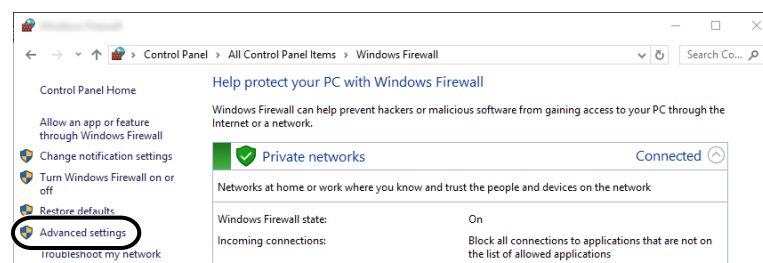 Control Panel > All Control Panel Items > Windows Firewall
Search Co...
Control Panel Home
Allow an app or feature
through Windows Firewall
Change notification settings
Turn Windows Firewall on or
off
Restore defaults
Advanced settings
Troubleshoot my network
Help protect your PC with Windows Firewall
Windows Firewall can help prevent hackers or malicious software from gaining access to your PC through the
Internet or a network.
Private networks
Connected
Networks at home or work where you know and trust the people and devices on the network
Windows Firewall state:
On
Incoming connections:
Block all connections to applications that are not on
the list of allowed applications